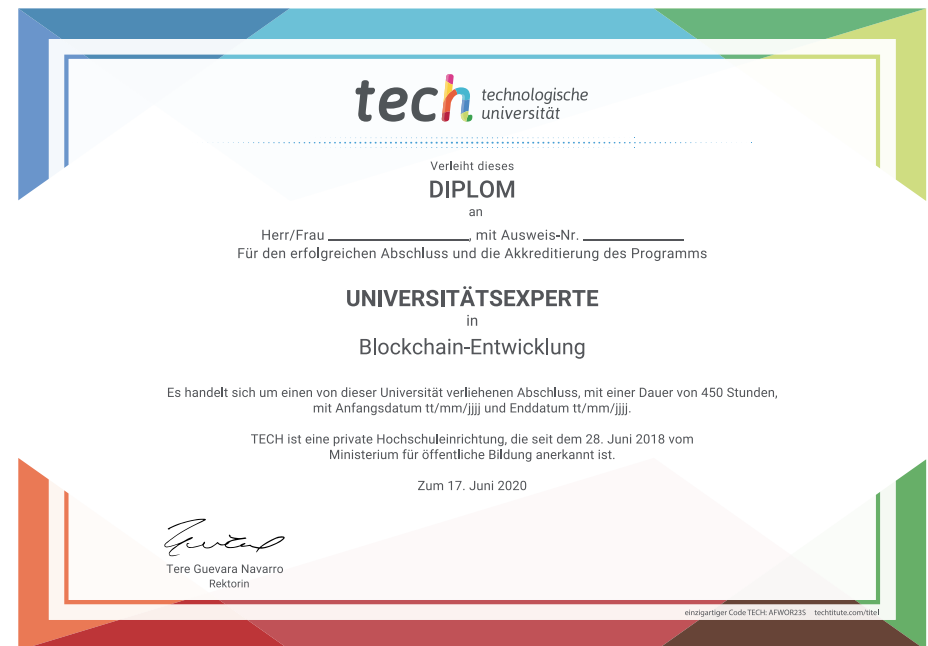 tech technologische
universität
Verleiht dieses
DIPLOM
an
Herr/Frau ____________________, mit Ausweis-Nr. ______________
Für den erfolgreichen Abschluss und die Akkreditierung des Programms
UNIVERSITÄTSEXPERTE
in
Blockchain-Entwicklung
Es handelt sich um einen von dieser Universität verliehenen Abschluss, mit einer Dauer von 450 Stunden,
mit Anfangsdatum tt/mm/jjjj und Enddatum tt/mm/jjjj.
TECH ist eine private Hochschuleinrichtung, die seit dem 28. Juni 2018 vom
Ministerium für öffentliche Bildung anerkannt ist.
Zum 17. Juni 2020
Tere Guevara Navarro
Rektorin
einzigartiger Code TECH: AFWOR23S techtitute.com/titel